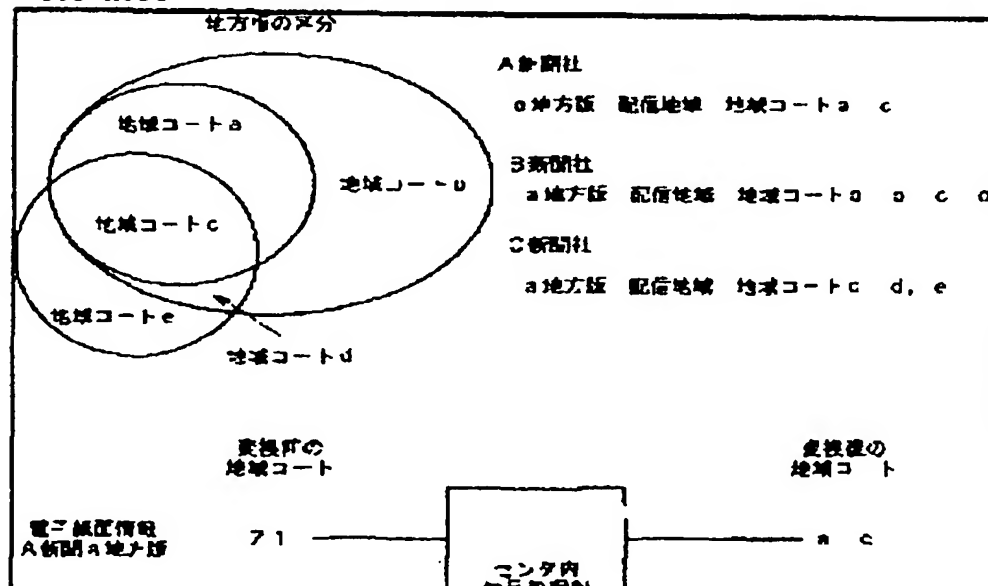 地方版の区分
A新聞社
a地方版 配信地域 地域コードa c
地域コードa
B新聞社
地域コードb
a地方版 配信地域 地域コードa b c d
地域コードc
C新聞社
a地方版 配信地域 地域コードc d, e
地域コードe
地域コードd
変換前の
地域コード
変換後の
地域コード
電子紙面情報
A新聞a地方版
71
a c
センタ内